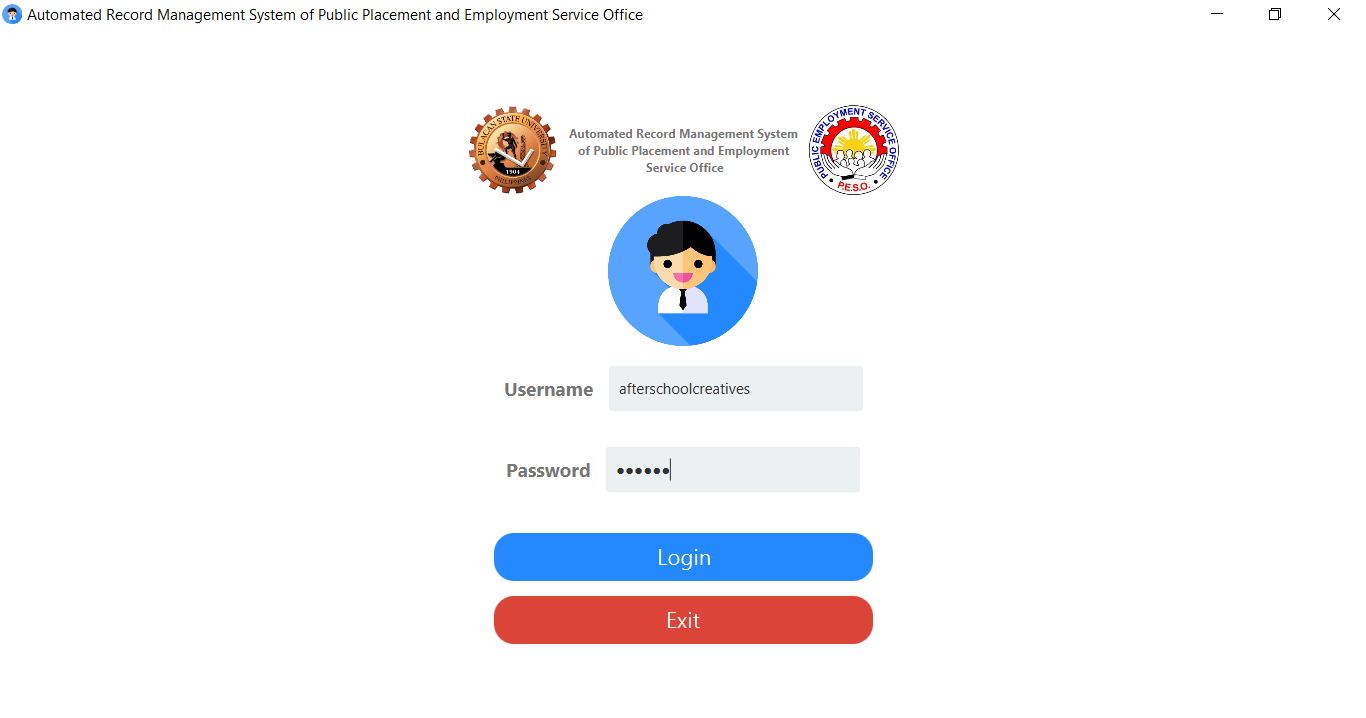 Automated Record Management System of Public Placement and Employment Service Office
BULACAN STATE UNIVERSITY
1904
PHILIPPINES
Automated Record Management System
of Public Placement and Employment
Service Office
PUBLIC EMPLOYMENT SERVICE OFFICE
P.E.S.O.
Username
afterschoolcreatives
Password
••••••
Login
Exit